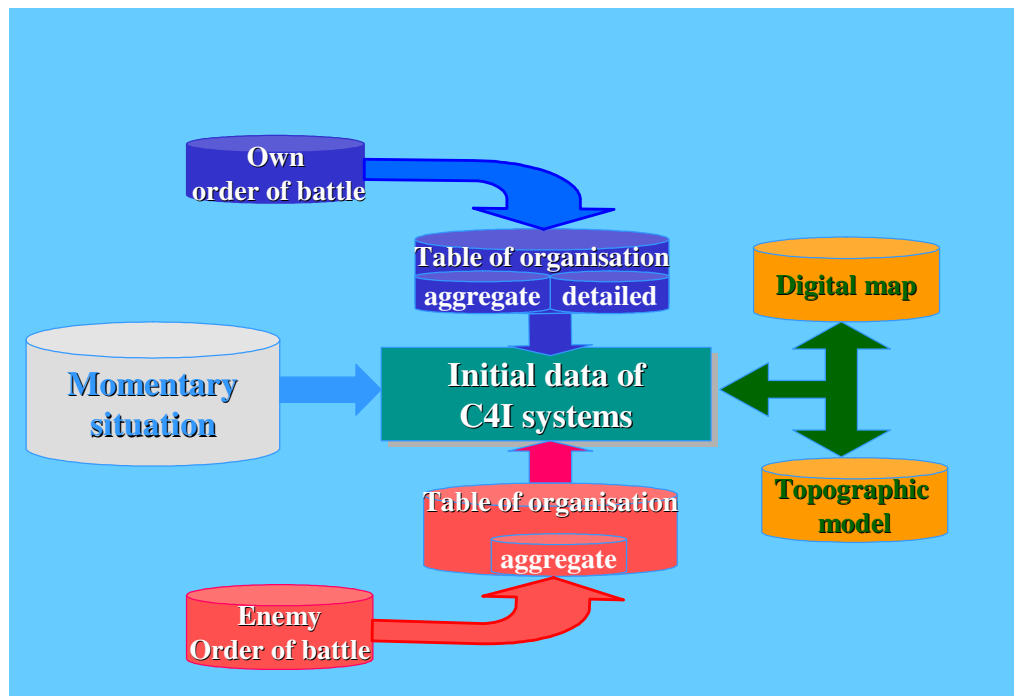 Own
order of battle
Table of organisation
aggregate
detailed
Digital map
Momentary
situation
Initial data of
C4I systems
Table of organisation
aggregate
Topographic
model
Enemy
Order of battle